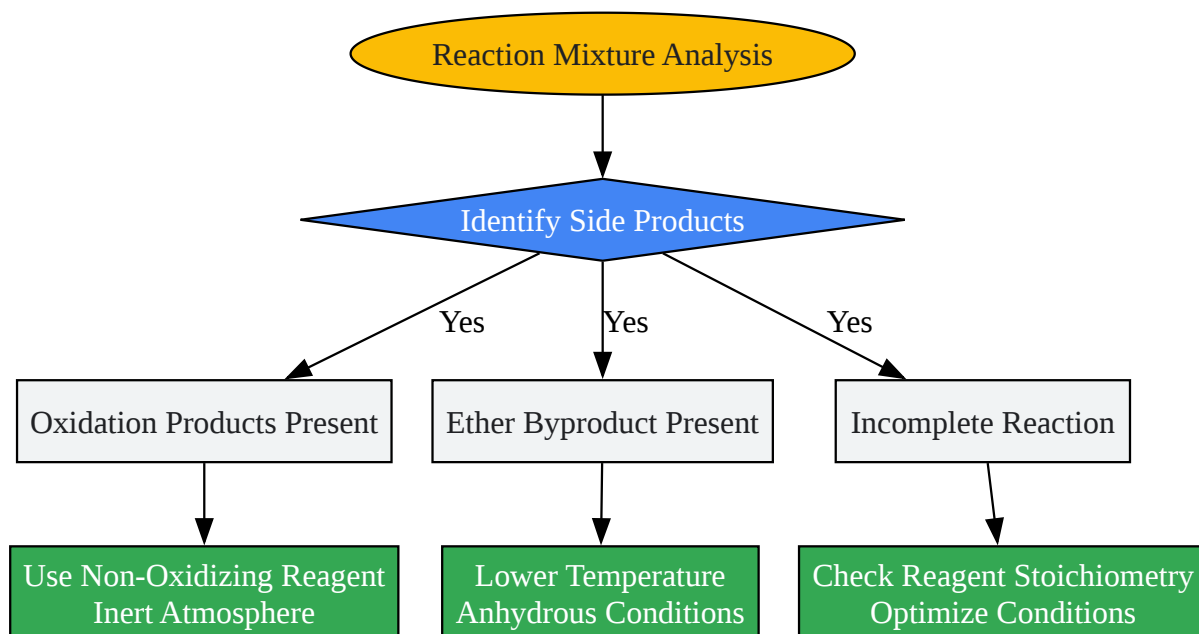 Reaction Mixture Analysis
Identify Side Products
Yes
Yes
Yes
Oxidation Products Present
Ether Byproduct Present
Incomplete Reaction
Use Non-Oxidizing Reagent
Inert Atmosphere
Lower Temperature
Anhydrous Conditions
Check Reagent Stoichiometry
Optimize Conditions